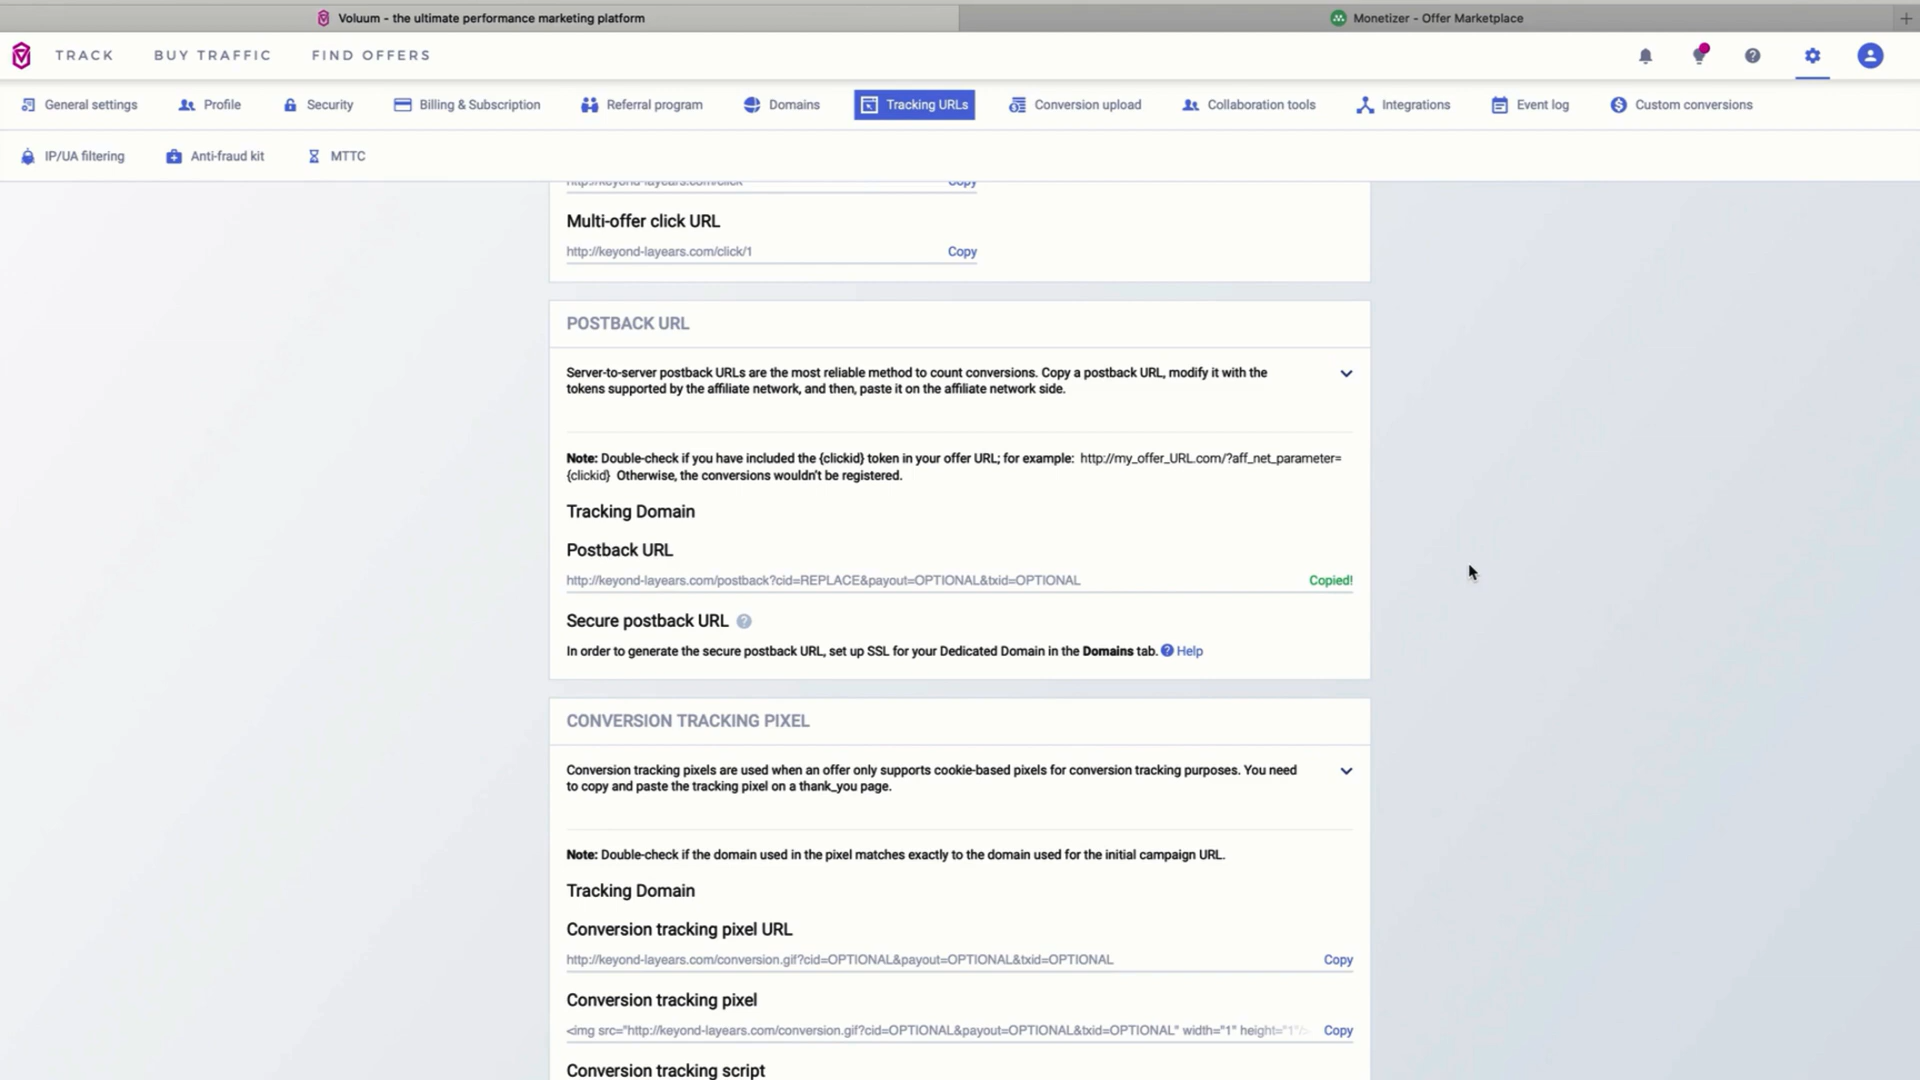 Voluum - the ultimate performance marketing platform
Monetizer - Offer Marketplace
TRACK
BUY TRAFFIC
FIND OFFERS
General settings
Profile
Security
Billing & Subscription
Referral program
Domains
Tracking URLs
Conversion upload
Collaboration tools
Integrations
Event log
Custom conversions
IP/UA filtering
Anti-fraud kit
MTTC
http://keyond-layears.com/click
Copy
Multi-offer click URL
http://keyond-layears.com/click/1
Copy
POSTBACK URL
Server-to-server postback URLs are the most reliable method to count conversions. Copy a postback URL, modify it with the
tokens supported by the affiliate network, and then, paste it on the affiliate network side.
Note: Double-check if you have included the {clickid} token in your offer URL; for example: http://my_offer_URL.com/?aff_net_parameter=
{clickid} Otherwise, the conversions wouldn't be registered.
Tracking Domain
Postback URL
http://keyond-layears.com/postback?cid=REPLACE&payout=OPTIONAL&txid=OPTIONAL
Copied!
Secure postback URL
In order to generate the secure postback URL, set up SSL for your Dedicated Domain in the Domains tab. Help
CONVERSION TRACKING PIXEL
Conversion tracking pixels are used when an offer only supports cookie-based pixels for conversion tracking purposes. You need
to copy and paste the tracking pixel on a thank_you page.
Note: Double-check if the domain used in the pixel matches exactly to the domain used for the initial campaign URL.
Tracking Domain
Conversion tracking pixel URL
http://keyond-layears.com/conversion.gif?cid=OPTIONAL&payout=OPTIONAL&txid=OPTIONAL
Copy
Conversion tracking pixel
<img src="http://keyond-layears.com/conversion.gif?cid=OPTIONAL&payout=OPTIONAL&txid=OPTIONAL" width="1" height="1"/>
Copy
Conversion tracking script